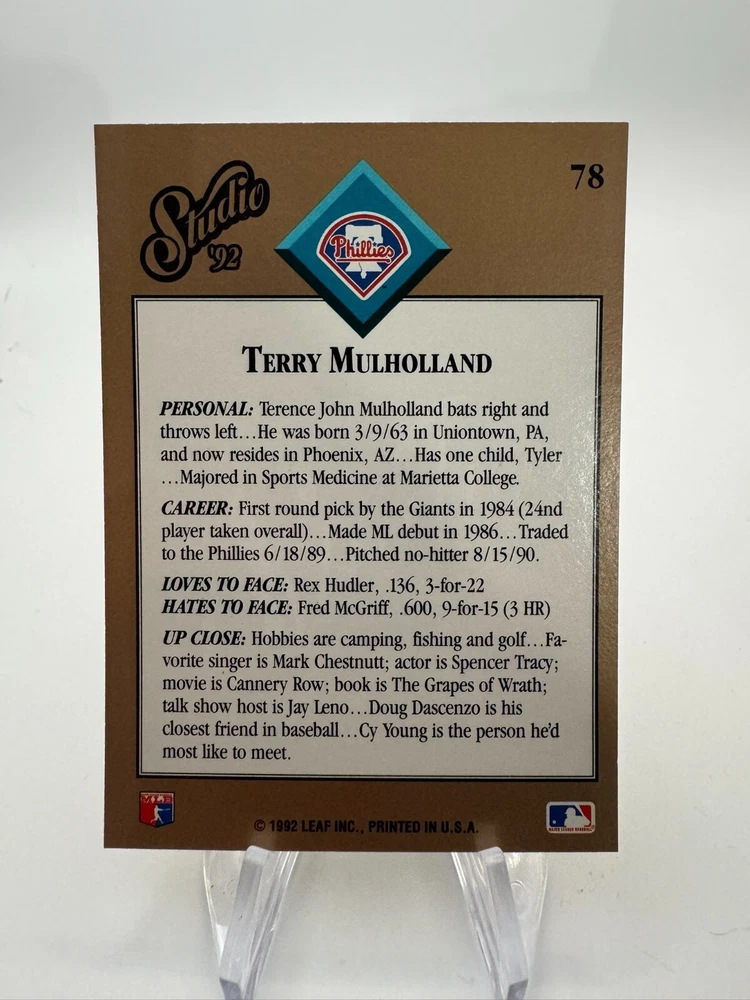 Studio
'92
78
Phillies
TERRY MULHOLLAND
PERSONAL: Terence John Mulholland bats right and
throws left...He was born 3/9/63 in Uniontown, PA,
and now resides in Phoenix, AZ...Has one child, Tyler
...Majored in Sports Medicine at Marietta College.
CAREER: First round pick by the Giants in 1984 (24nd
player taken overall)...Made ML debut in 1986...Traded
to the Phillies 6/18/89...Pitched no-hitter 8/15/90.
LOVES TO FACE: Rex Hudler, .136, 3-for-22
HATES TO FACE: Fred McGriff, .600, 9-for-15 (3 HR)
UP CLOSE: Hobbies are camping, fishing and golf...Fa-
vorite singer is Mark Chestnutt; actor is Spencer Tracy;
movie is Cannery Row; book is The Grapes of Wrath;
talk show host is Jay Leno...Doug Dascenzo is his
closest friend in baseball...Cy Young is the person he'd
most like to meet.
© 1992 LEAF INC., PRINTED IN U.S.A.
MAJOR LEAGUE BASEBALL